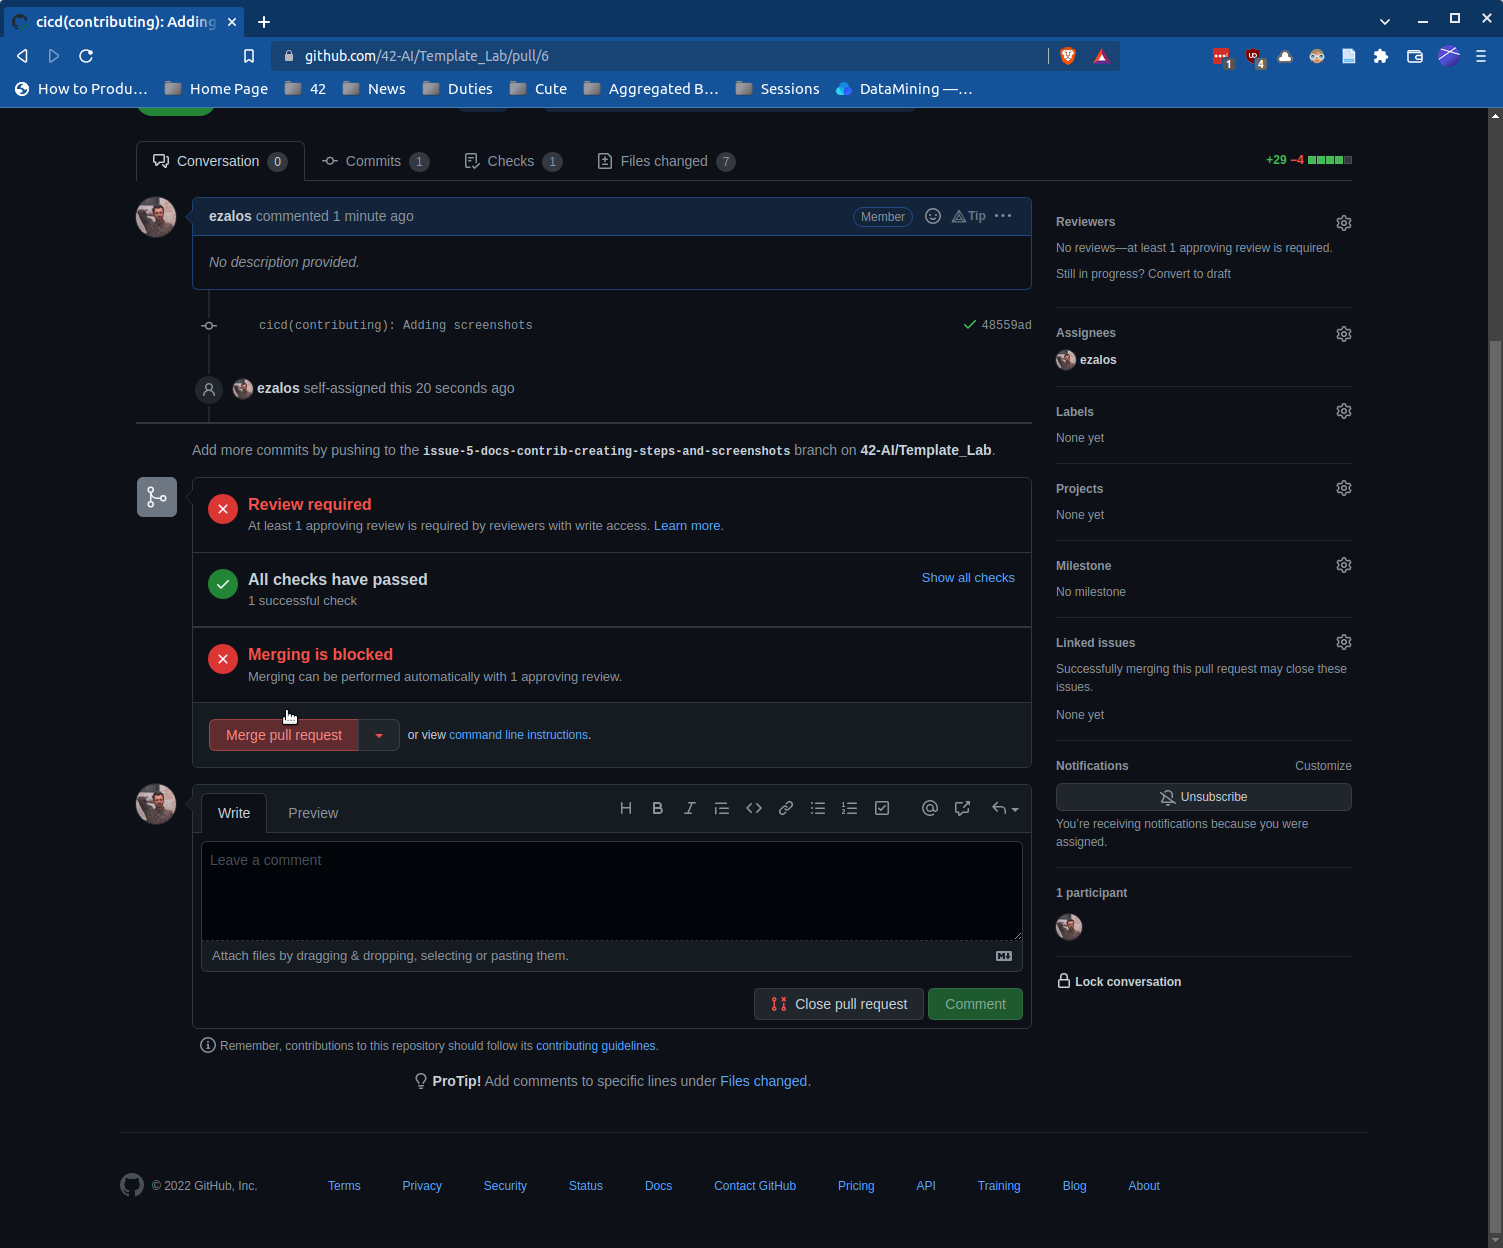 cicd(contributing): Adding
github.com/42-AI/Template_Lab/pull/6
1
4
How to Produ...
Home Page
42
News
Duties
Cute
Aggregated B...
Sessions
DataMining —...
Conversation 0
Commits 1
Checks 1
Files changed 7
+29 −4
ezalos commented 1 minute ago
Member
Tip
No description provided.
cicd(contributing): Adding screenshots
48559ad
ezalos self-assigned this 20 seconds ago
Add more commits by pushing to the issue-5-docs-contrib-creating-steps-and-screenshots branch on 42-AI/Template_Lab.
Review required
At least 1 approving review is required by reviewers with write access. Learn more.
All checks have passed
1 successful check
Show all checks
Merging is blocked
Merging can be performed automatically with 1 approving review.
Merge pull request
or view command line instructions.
Write
Preview
Leave a comment
Attach files by dragging & dropping, selecting or pasting them.
Close pull request
Comment
Remember, contributions to this repository should follow its contributing guidelines.
ProTip! Add comments to specific lines under Files changed.
Reviewers
No reviews—at least 1 approving review is required.
Still in progress? Convert to draft
Assignees
ezalos
Labels
None yet
Projects
None yet
Milestone
No milestone
Linked issues
Successfully merging this pull request may close these
issues.
None yet
Notifications
Customize
Unsubscribe
You're receiving notifications because you were
assigned.
1 participant
Lock conversation
© 2022 GitHub, Inc.
Terms
Privacy
Security
Status
Docs
Contact GitHub
Pricing
API
Training
Blog
About